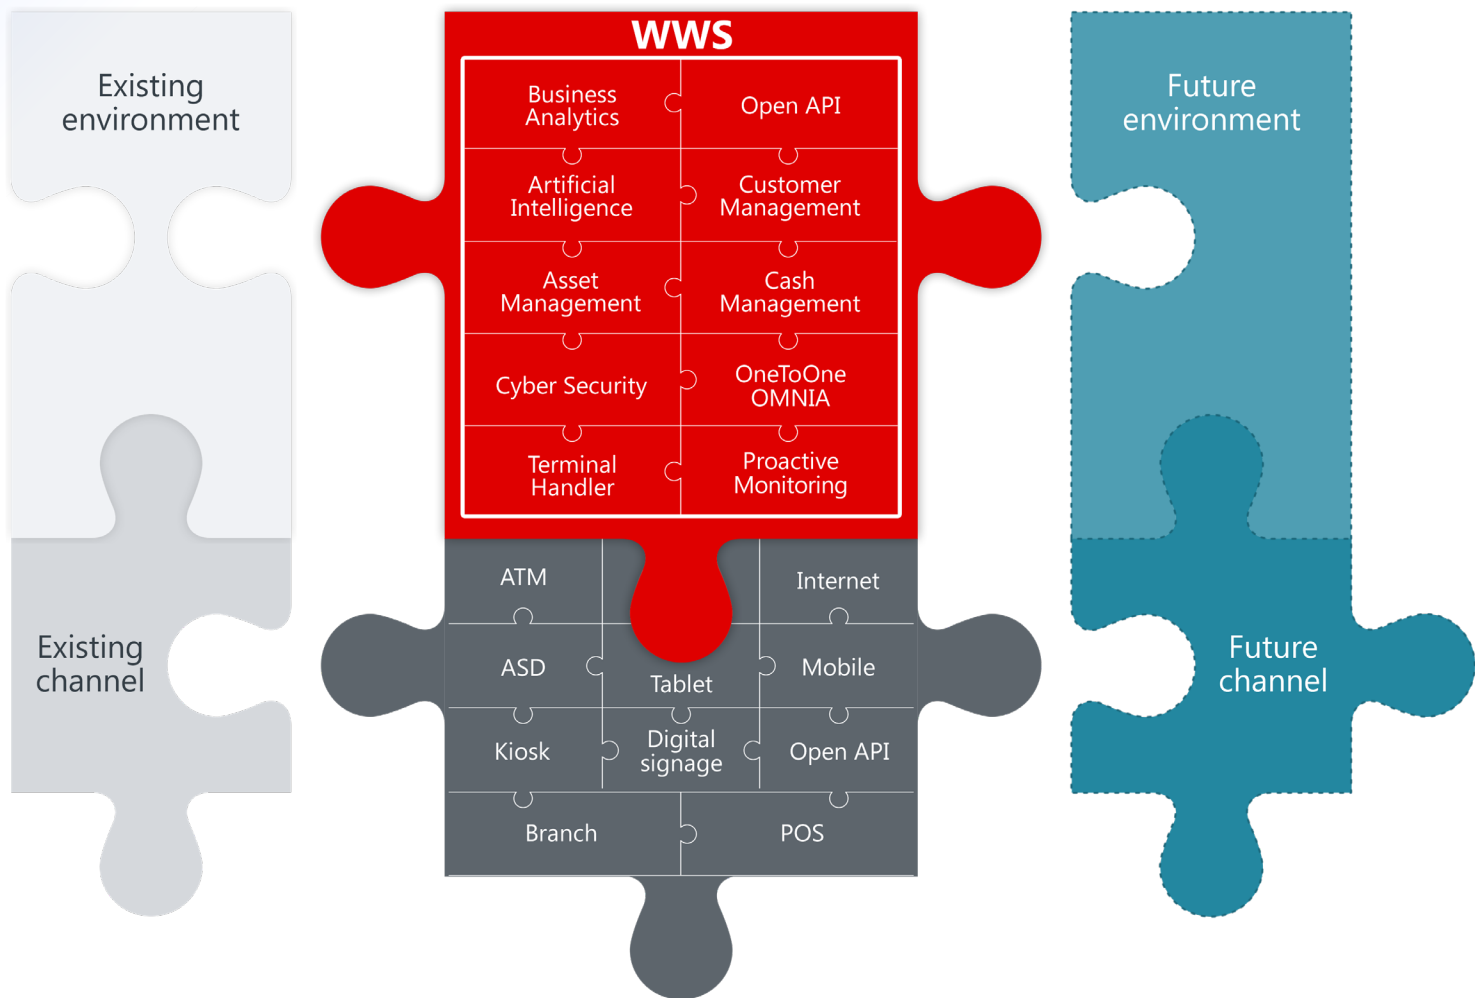 Existing
environment
Existing
channel
WWS
Business
Analytics
Open API
Artificial
Intelligence
Customer
Management
Asset
Management
Cash
Management
Cyber Security
OneToOne
OMNIA
Terminal
Handler
Proactive
Monitoring
ATM
Internet
ASD
Tablet
Mobile
Kiosk
Digital
signage
Open API
Branch
POS
Future
environment
Future
channel